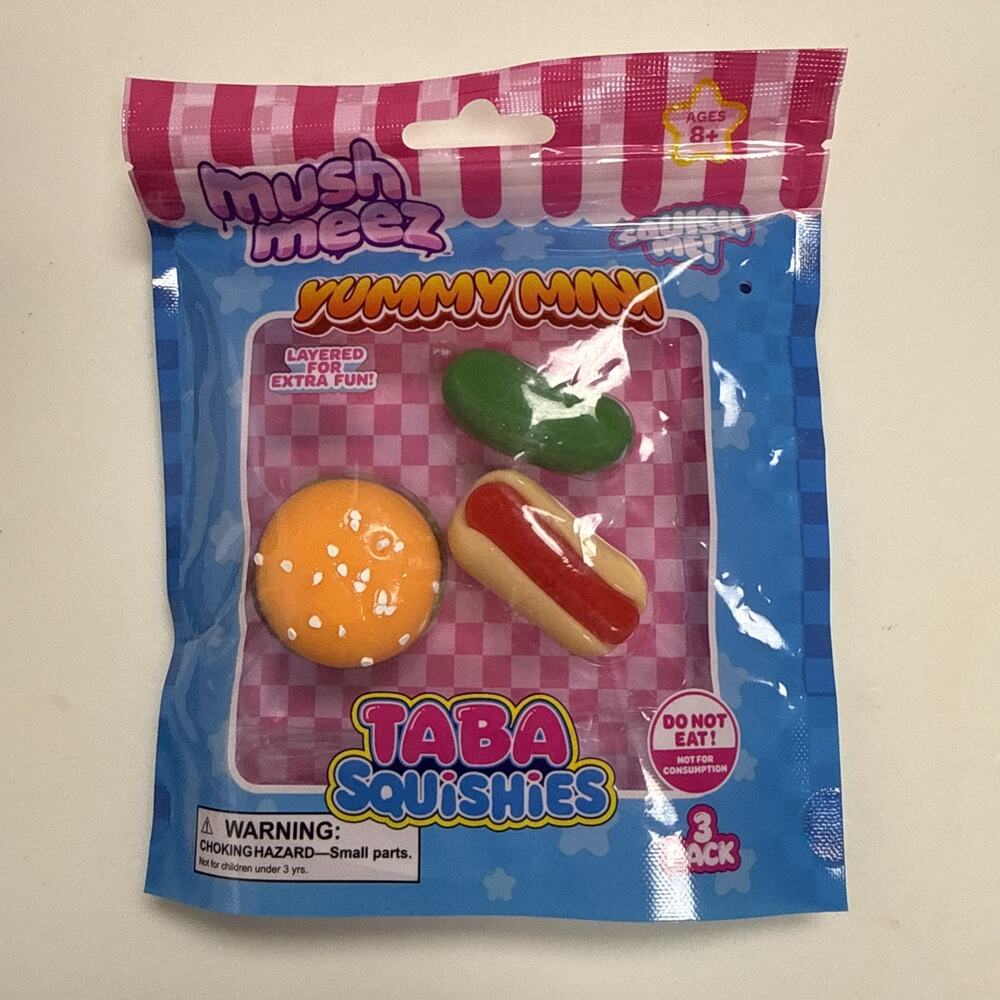 AGES
8+
mush
meez
SQUISH
ME!
YUMMY MINI
LAYERED
FOR
EXTRA FUN!
TABA
SQUiSHiES
DO NOT
EAT!
NOT FOR
CONSUMPTION
⚠ WARNING:
CHOKING HAZARD—Small parts.
Not for children under 3 yrs.
3
PACK